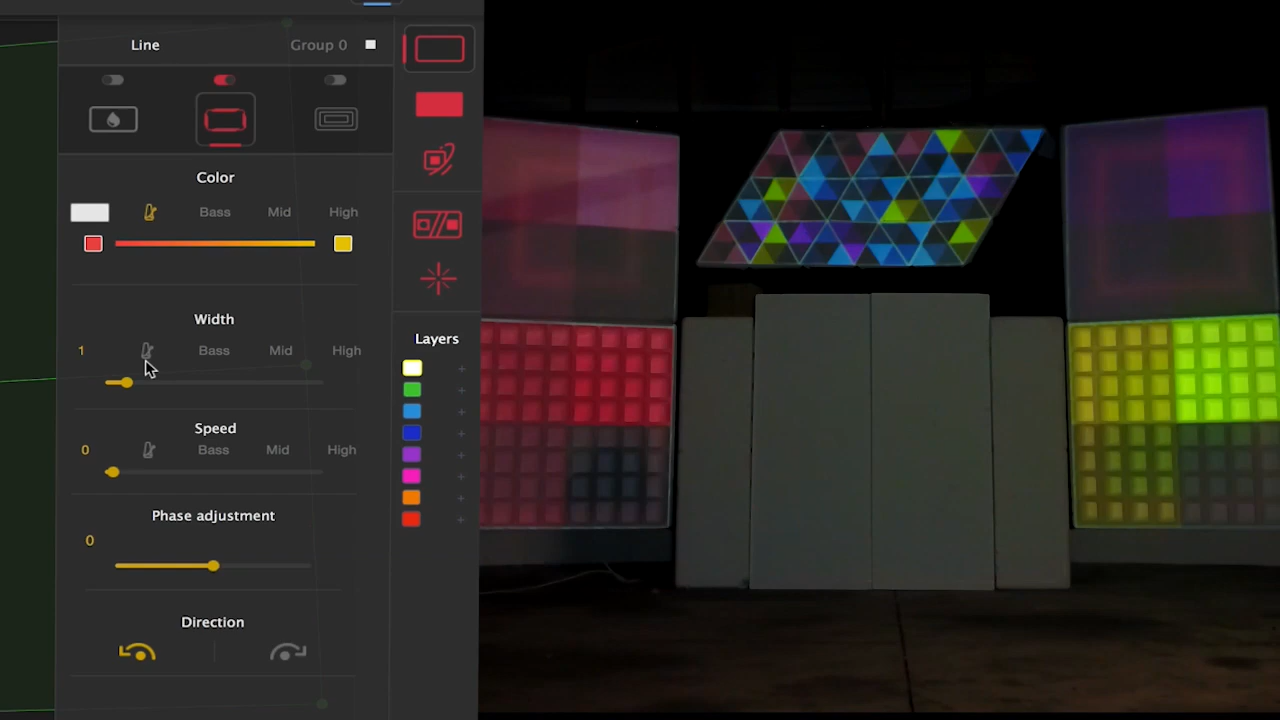 Line Group 0
Color
Bass Mid High
Width
1 Bass Mid High
Speed
0 Bass Mid High
Phase adjustment
0
Direction
Layers
+
+
+
+
+
+
+
+